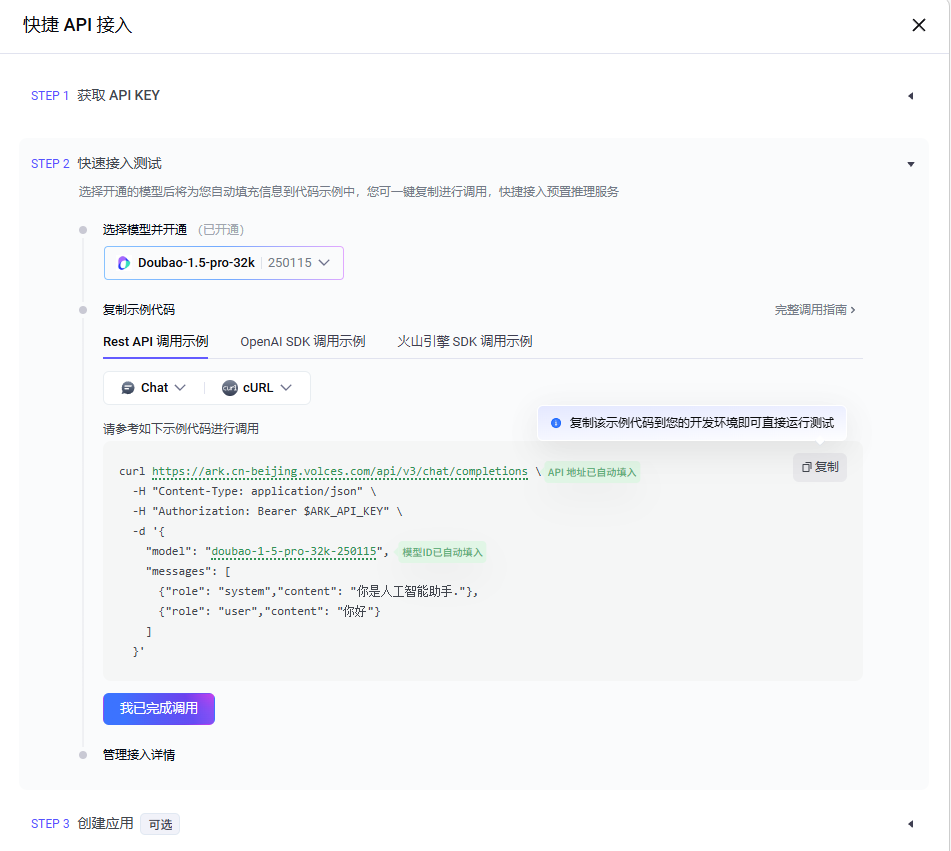 快捷 API 接入
STEP 1 获取 API KEY
STEP 2 快速接入测试
选择开通的模型后将为您自动填充信息到代码示例中，您可一键复制进行调用，快捷接入预置推理服务
选择模型并开通 (已开通)
Doubao-1.5-pro-32k 250115
复制示例代码 完整调用指南
Rest API 调用示例 OpenAI SDK 调用示例 火山引擎 SDK 调用示例
Chat cURL
复制该示例代码到您的开发环境即可直接运行测试
请参考如下示例代码进行调用
复制
curl https://ark.cn-beijing.volces.com/api/v3/chat/completions \ API 地址已自动填入
-H "Content-Type: application/json" \
-H "Authorization: Bearer $ARK_API_KEY" \
-d '{
"model": "doubao-1-5-pro-32k-250115", 模型ID已自动填入
"messages": [
{"role": "system","content": "你是人工智能助手."},
{"role": "user","content": "你好"}
]
}'
我已完成调用
管理接入详情
STEP 3 创建应用 可选